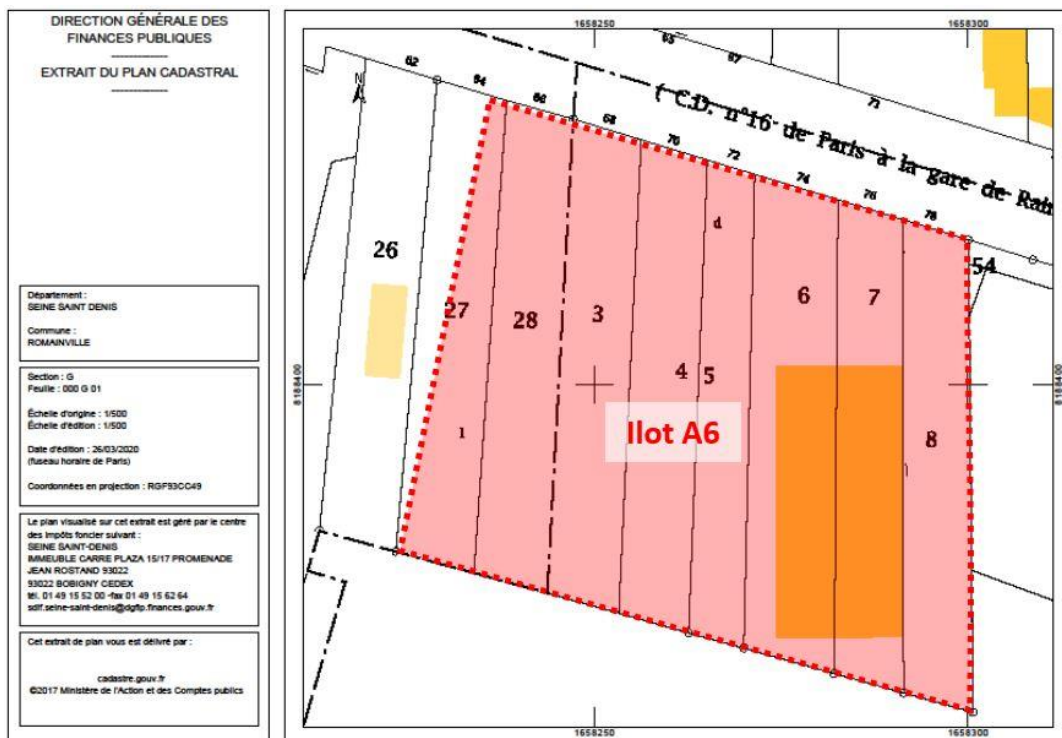 DIRECTION GÉNÉRALE DES
FINANCES PUBLIQUES
EXTRAIT DU PLAN CADASTRAL
Département :
SEINE SAINT DENIS
Commune :
ROMAINVILLE
Section : G
Feuille : 000 G 01
Échelle d'origine : 1/500
Échelle d'édition : 1/500
Date d'édition : 26/03/2020
(fuseau horaire de Paris)
Coordonnées en projection : RGF93CC49
Le plan visualisé sur cet extrait est géré par le centre
des impôts foncier suivant :
SEINE SAINT-DENIS
IMMEUBLE CARRE PLAZA 15/17 PROMENADE
JEAN ROSTAND 93022
93022 BOBIGNY CEDEX
tél. 01 49 15 52 00 -fax 01 49 15 62 64
sdif.seine-saint-denis@dgfip.finances.gouv.fr
Cet extrait de plan vous est délivré par :
cadastre.gouv.fr
©2017 Ministère de l'Action et des Comptes publics
1658250
1658300
65
67
71
( C.D. n°16 de Paris à la gare de Rain
N
62
64
66
68
70
72
74
76
78
d
54
26
27
28
3
6
7
4
5
8188400
8188400
1
Ilot A6
8
1658250
1658300